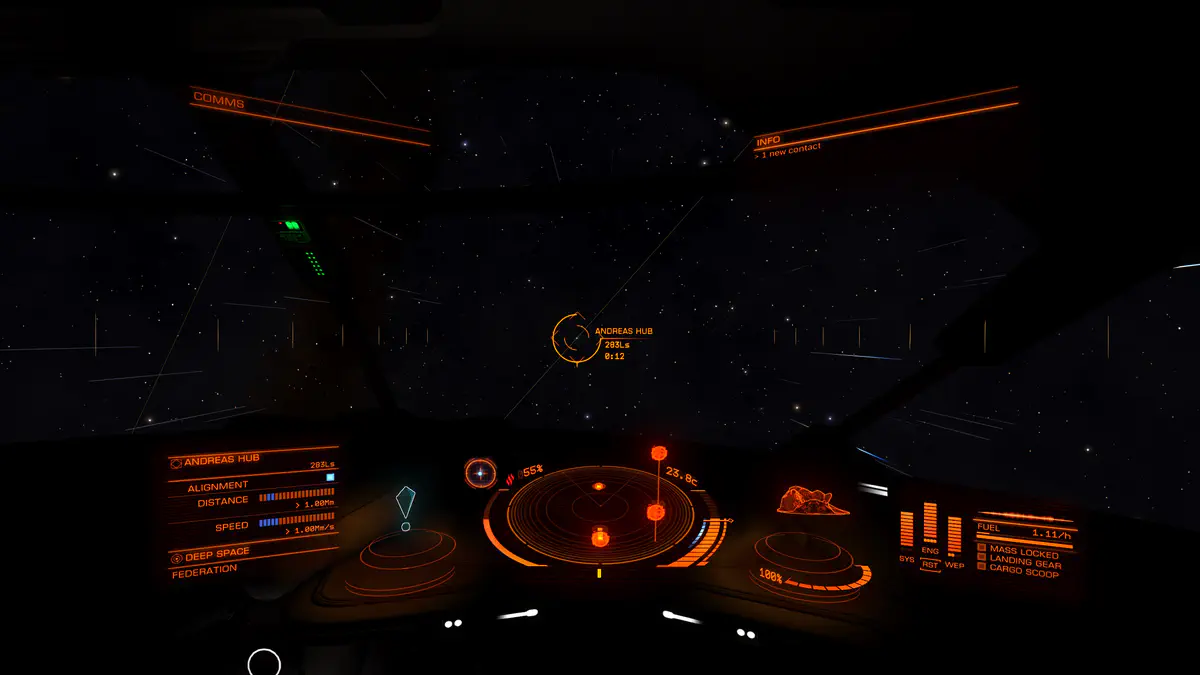 COMMS
INFO
> 1 new contact
ANDREAS HUB
283Ls
0:12
ANDREAS HUB
283Ls
ALIGNMENT
DISTANCE
> 1.00Mm
SPEED
> 1.00Mm/s
DEEP SPACE
FEDERATION
55%
23.8c
100%
SYS
ENG
WEP
RST
FUEL
1.11/h
MASS LOCKED
LANDING GEAR
CARGO SCOOP